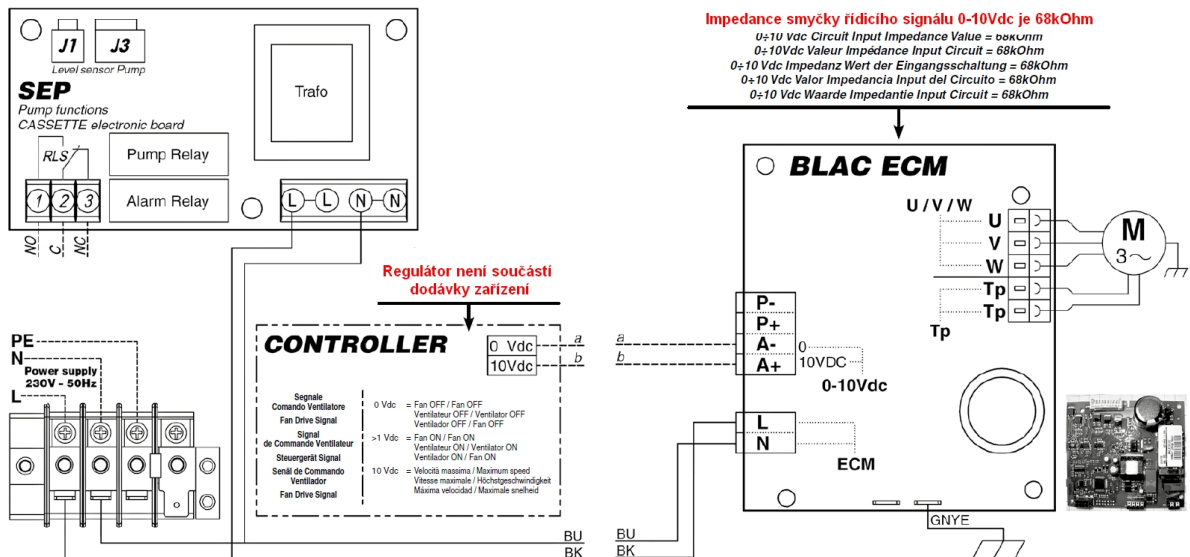 J1
J3
Level sensor Pump
SEP
Pump functions
CASSETTE electronic board
RLS
Pump Relay
Alarm Relay
Trafo
1 2 3
NO
C
NC
L L N N
Impedance smyčky řídicího signálu 0-10Vdc je 68kOhm
0÷10 Vdc Circuit Input Impedance Value = 68kOhm
0÷10Vdc Valeur Impédance Input Circuit = 68kOhm
0÷10 Vdc Impedanz Wert der Eingangsschaltung = 68kOhm
0÷10 Vdc Valor Impedancia Input del Circuito = 68kOhm
0÷10 Vdc Waarde Impedantie Input Circuit = 68kOhm
BLAC ECM
U / V / W
U
V
W
Tp
Tp
Tp
M
3~
P-
P+
A-
A+
0
10VDC
0-10Vdc
L
N
ECM
GNYE
Regulátor není součástí
dodávky zařízení
CONTROLLER
0 Vdc
10Vdc
a
b
a
b
Segnale
Comando Ventilatore
Fan Drive Signal
Signal
de Commande Ventilateur
Steuergerät Signal
Senãl de Commando
Ventilador
Fan Drive Signal
0 Vdc = Fan OFF / Fan OFF
Ventilateur OFF / Ventilator OFF
Ventilador OFF / Fan OFF
>1 Vdc = Fan ON / Fan ON
Ventilateur ON / Ventilator ON
Ventilador ON / Fan ON
10 Vdc = Velocità massima / Maximum speed
Vitesse maximale / Höchstgeschwindigkeit
Máxima velocidad / Maximale snelheid
PE
N
Power supply
230V - 50Hz
L
BU
BK
BU
BK